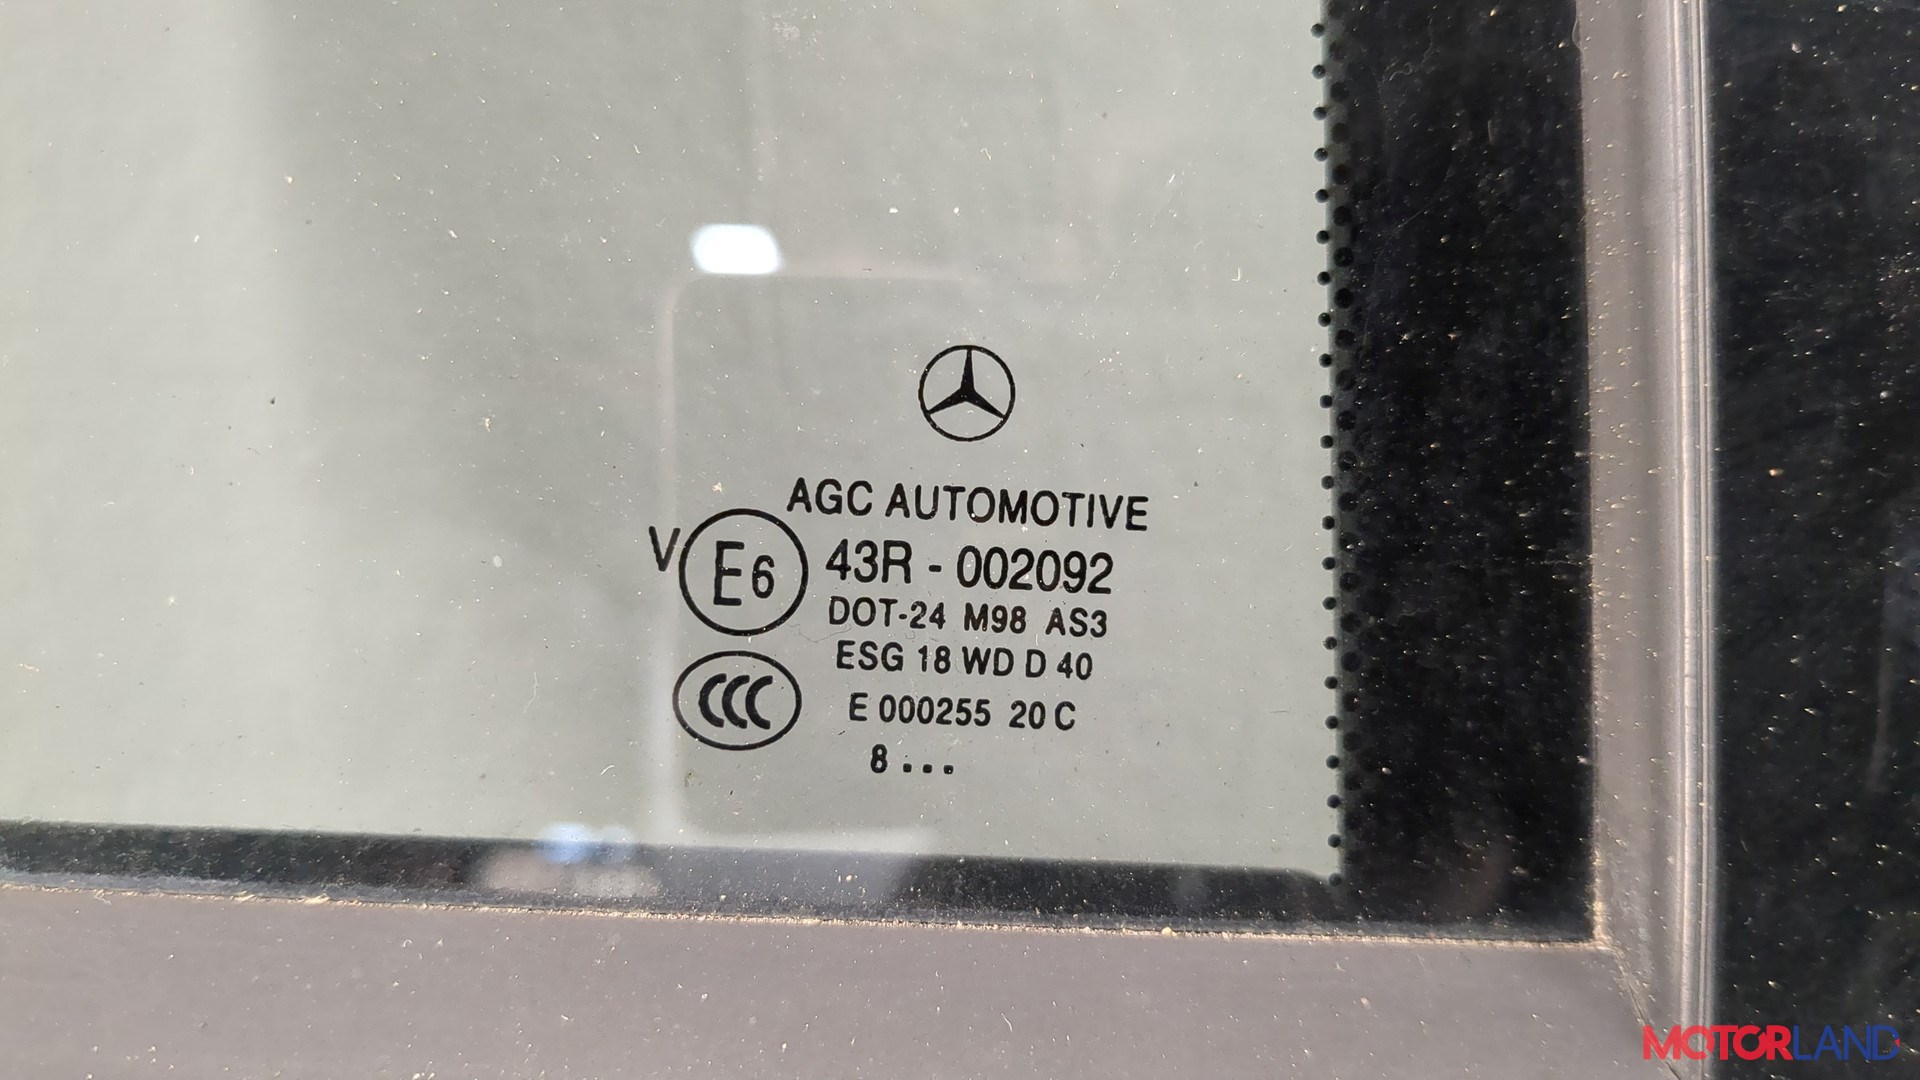 AGC AUTOMOTIVE
V E6 43R - 002092
DOT-24 M98 AS3
ESG 18 WD D 40
CCC E 000255 20 C
8 ...
MOTORLAND